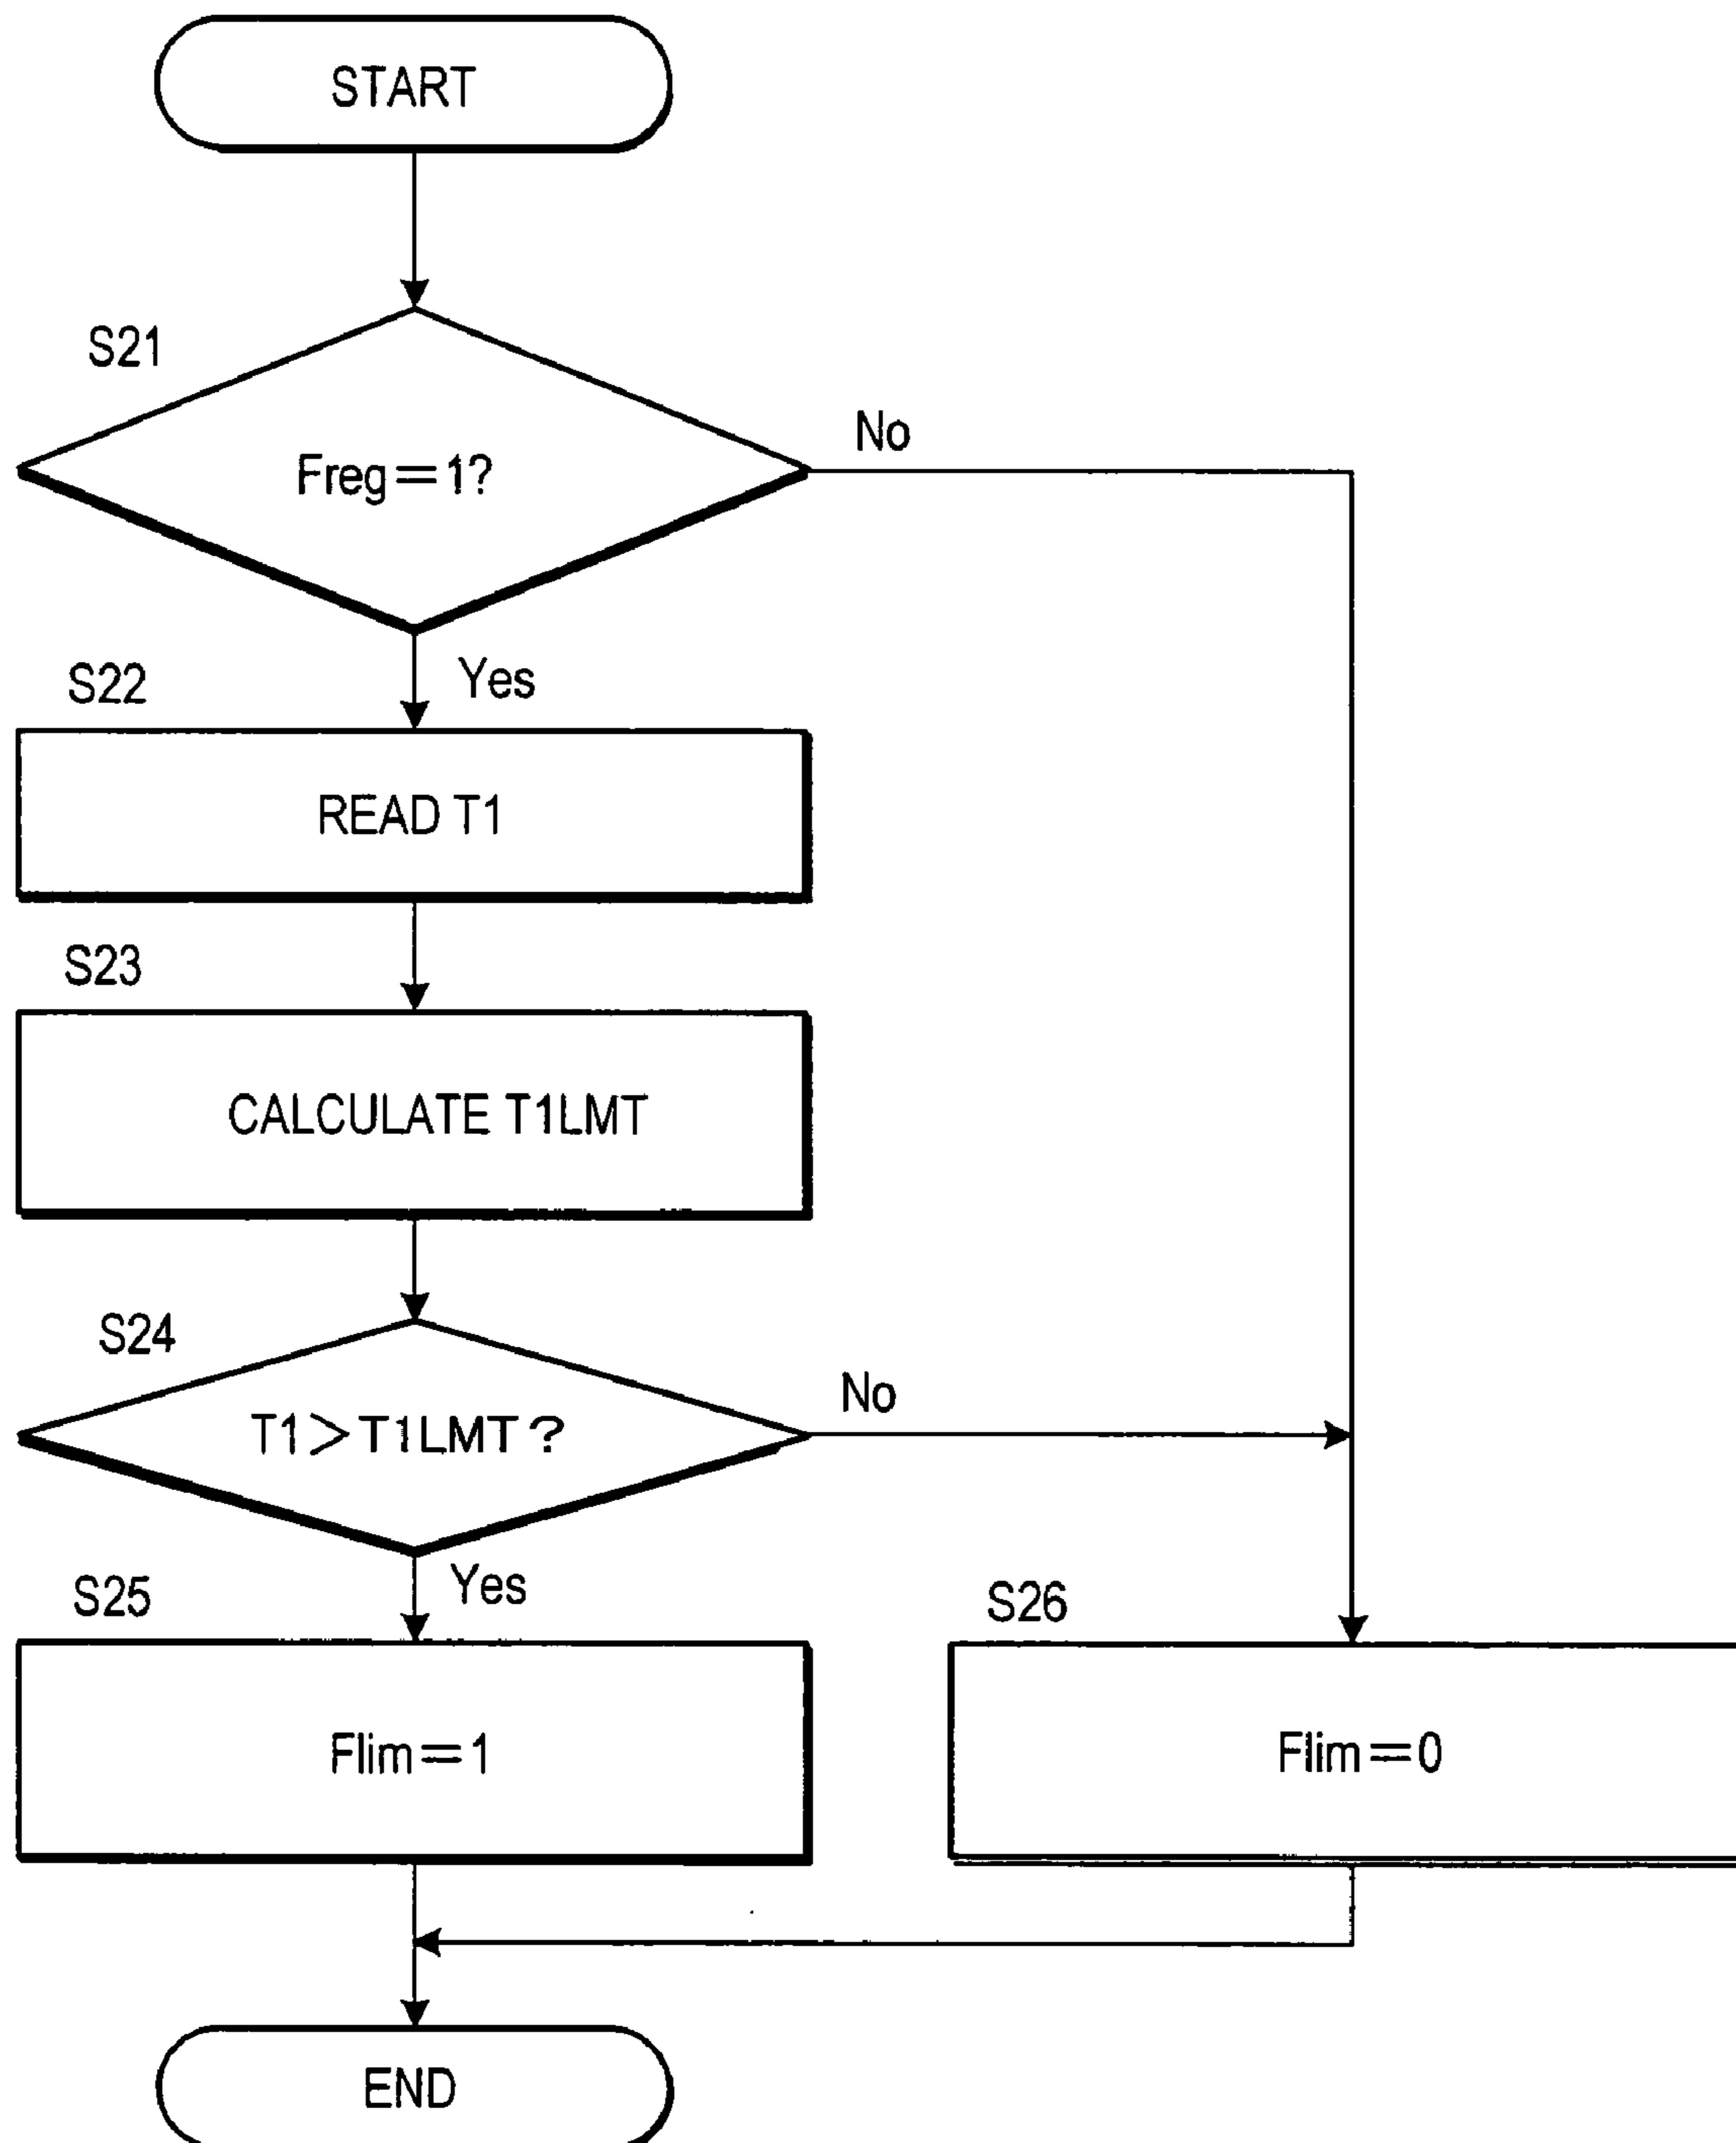 START
S21
Freg=1?
No
Yes
S22
READ T1
S23
CALCULATE T1LMT
S24
T1>T1LMT?
No
Yes
S25
Flim=1
S26
Flim=0
END